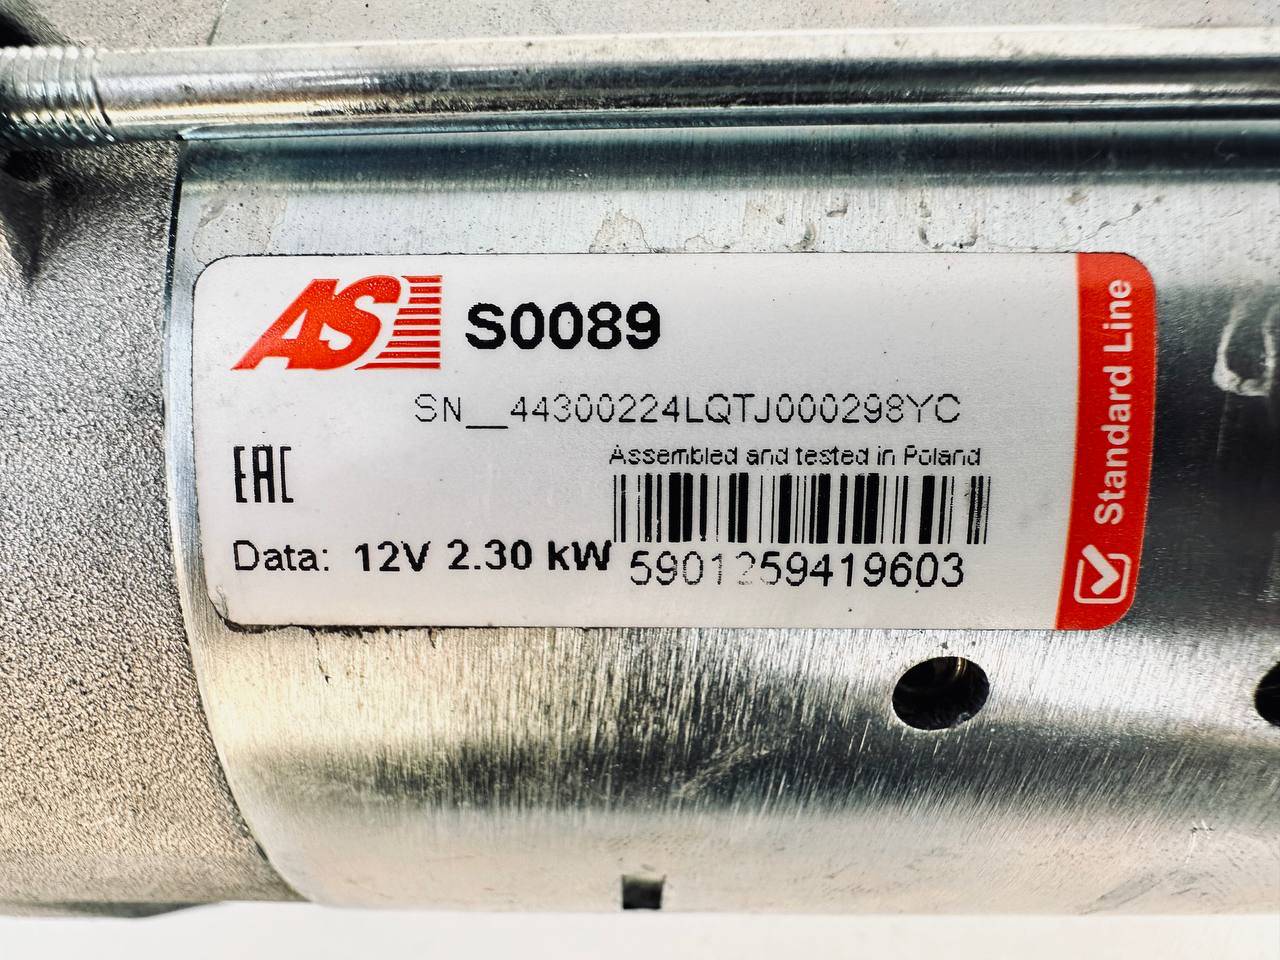 AS S0089
SN__44300224LQTJ000298YC
EAC
Assembled and tested in Poland
Data: 12V 2.30 kW
5901259419603
Standard Line